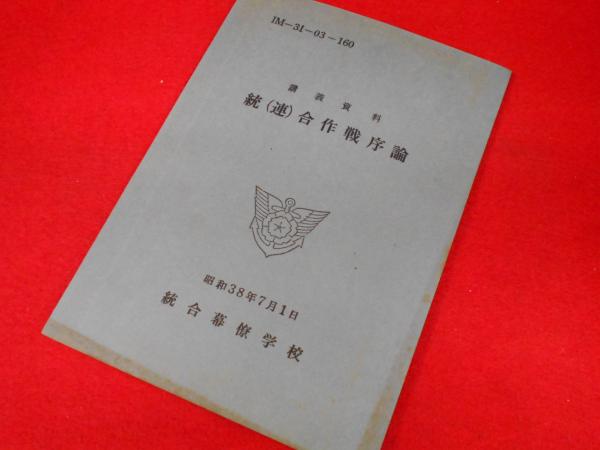 IM-31-03-160
講義資料
統(連)合作戦序論
昭和38年7月1日
統合幕僚学校